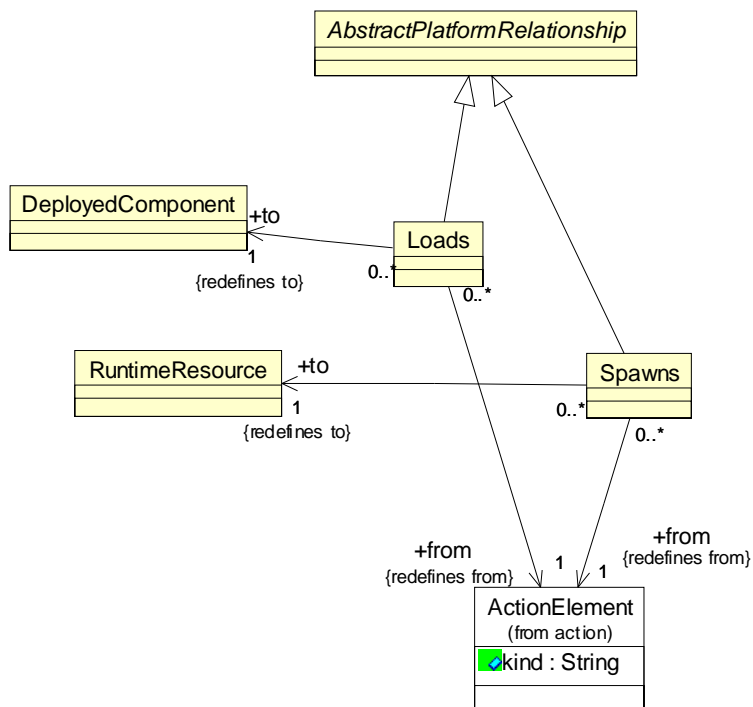 AbstractPlatformRelationship
DeployedComponent
+to
1
{redefines to}
Loads
0..*
0..*
RuntimeResource
+to
1
{redefines to}
Spawns
0..*
0..*
+from
{redefines from}
1
+from
{redefines from}
1
ActionElement
(from action)
kind : String